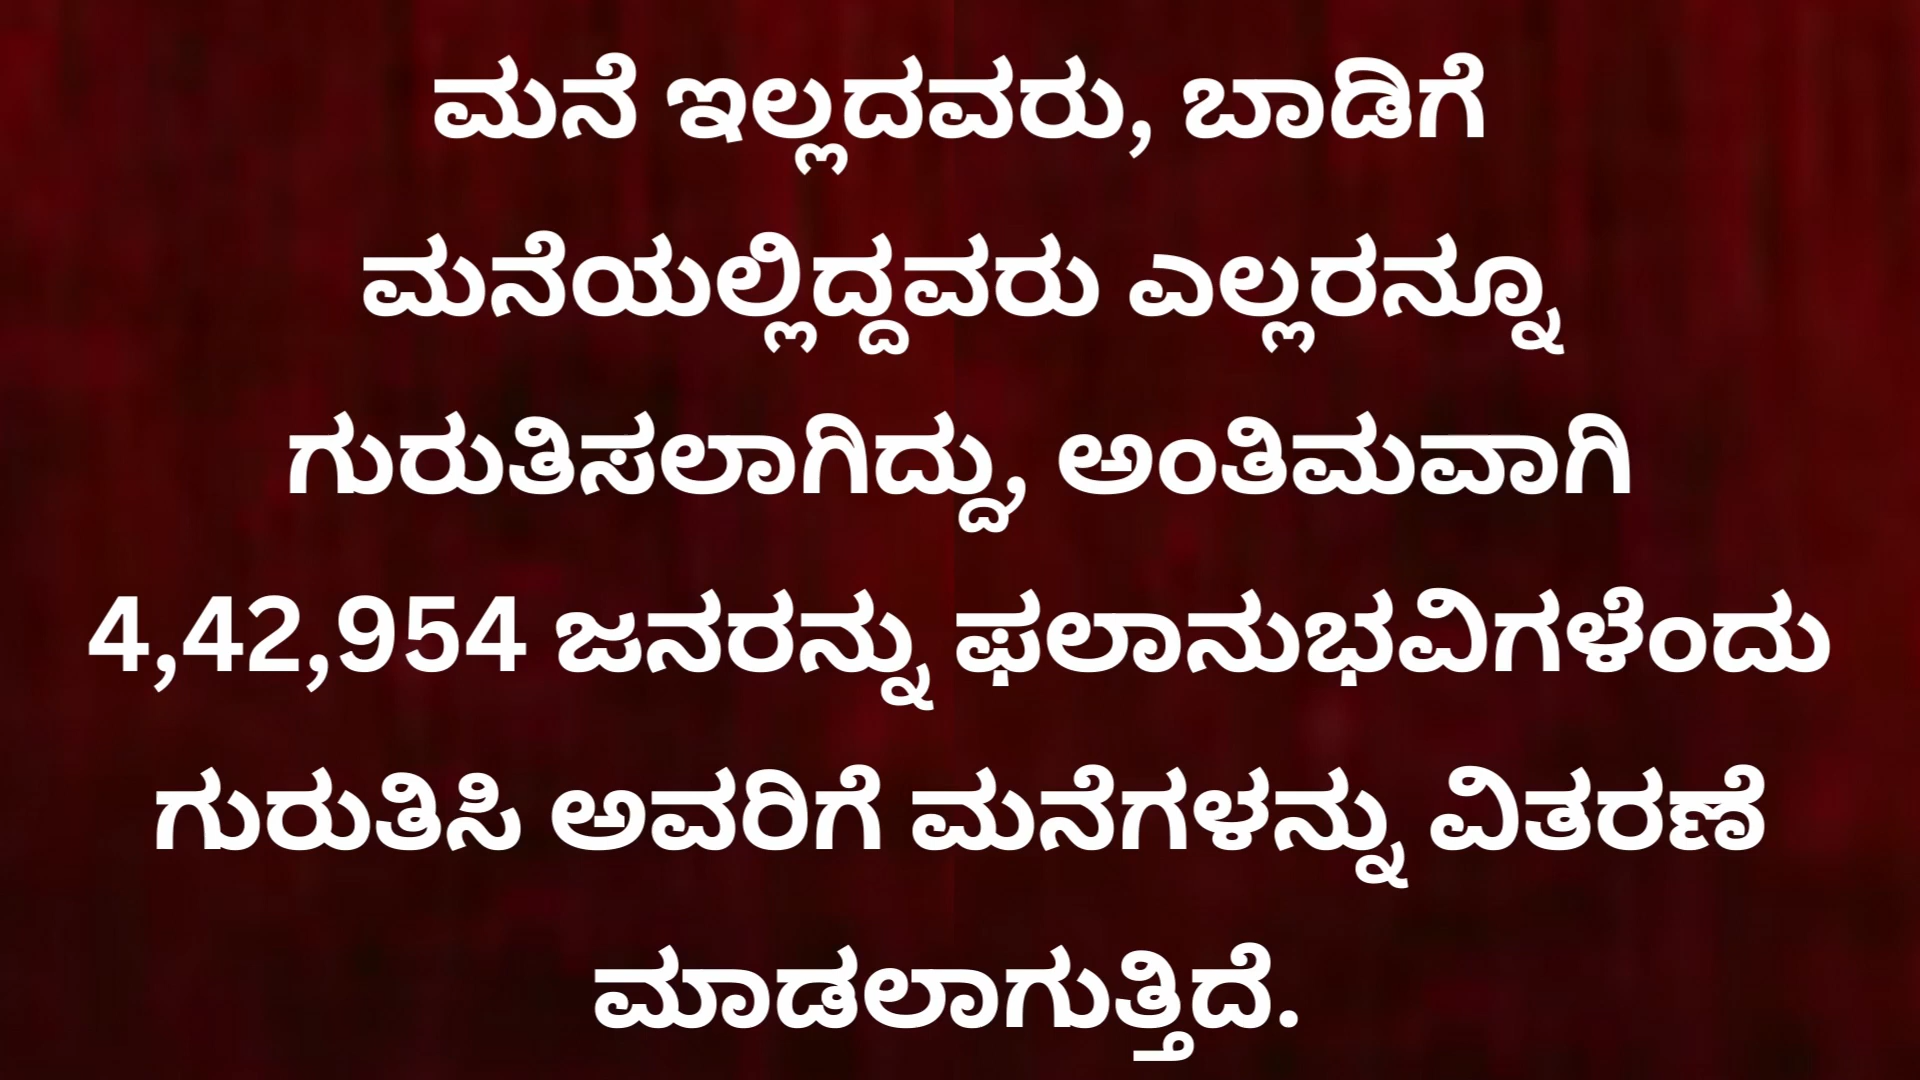 ಮನೆ ಇಲ್ಲದವರು, ಬಾಡಿಗೆ
ಮನೆಯಲ್ಲಿದ್ದವರು ಎಲ್ಲರನ್ನೂ
ಗುರುತಿಸಲಾಗಿದ್ದು, ಅಂತಿಮವಾಗಿ
4,42,954 ಜನರನ್ನು ಫಲಾನುಭವಿಗಳೆಂದು
ಗುರುತಿಸಿ ಅವರಿಗೆ ಮನೆಗಳನ್ನು ವಿತರಣೆ
ಮಾಡಲಾಗುತ್ತಿದೆ.